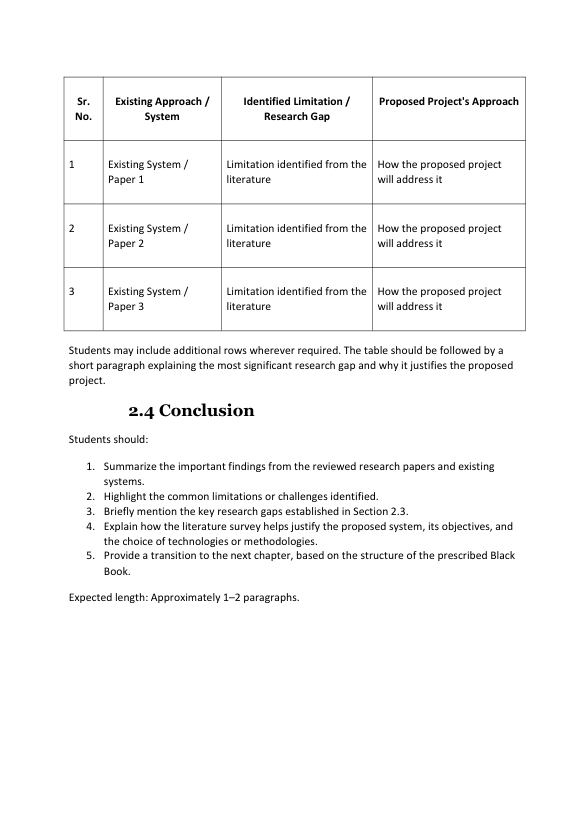 Sr. No.
Existing Approach / System
Identified Limitation / Research Gap
Proposed Project's Approach
1
Existing System / Paper 1
Limitation identified from the literature
How the proposed project will address it
2
Existing System / Paper 2
Limitation identified from the literature
How the proposed project will address it
3
Existing System / Paper 3
Limitation identified from the literature
How the proposed project will address it
Students may include additional rows wherever required. The table should be followed by a
short paragraph explaining the most significant research gap and why it justifies the proposed
project.
2.4 Conclusion
Students should:
1. Summarize the important findings from the reviewed research papers and existing
systems.
2. Highlight the common limitations or challenges identified.
3. Briefly mention the key research gaps established in Section 2.3.
4. Explain how the literature survey helps justify the proposed system, its objectives, and
the choice of technologies or methodologies.
5. Provide a transition to the next chapter, based on the structure of the prescribed Black
Book.
Expected length: Approximately 1–2 paragraphs.